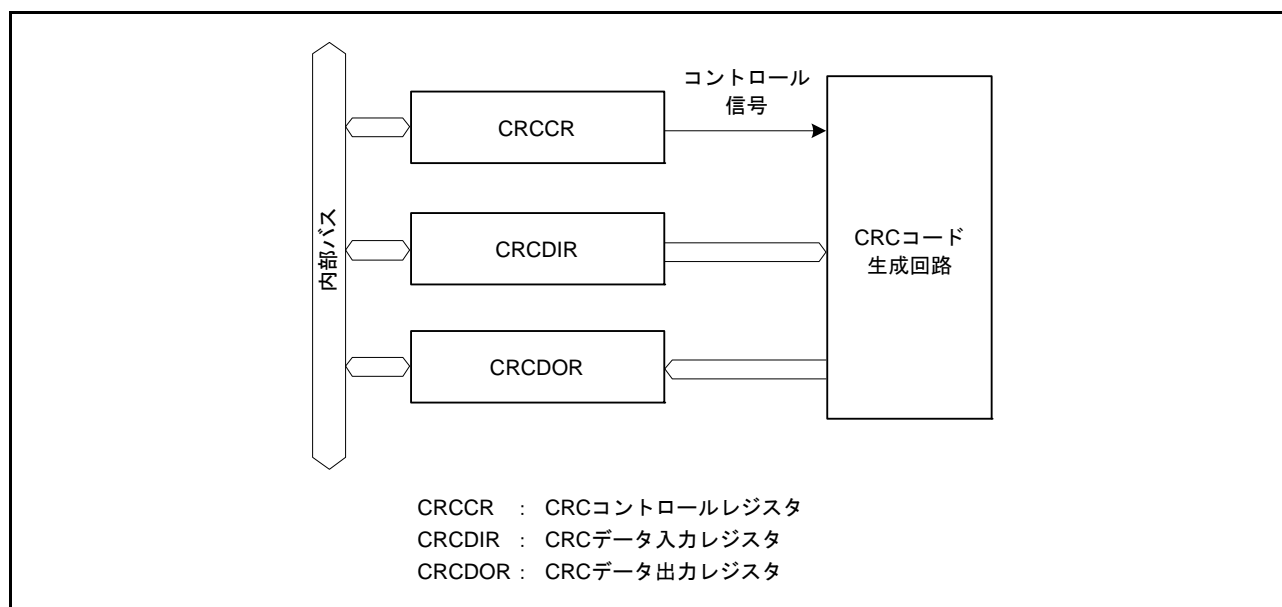 コントロール
信号
CRCCR
内部バス
CRCDIR
CRCコード
生成回路
CRCDOR
CRCCR : CRCコントロールレジスタ
CRCDIR : CRCデータ入力レジスタ
CRCDOR : CRCデータ出力レジスタ